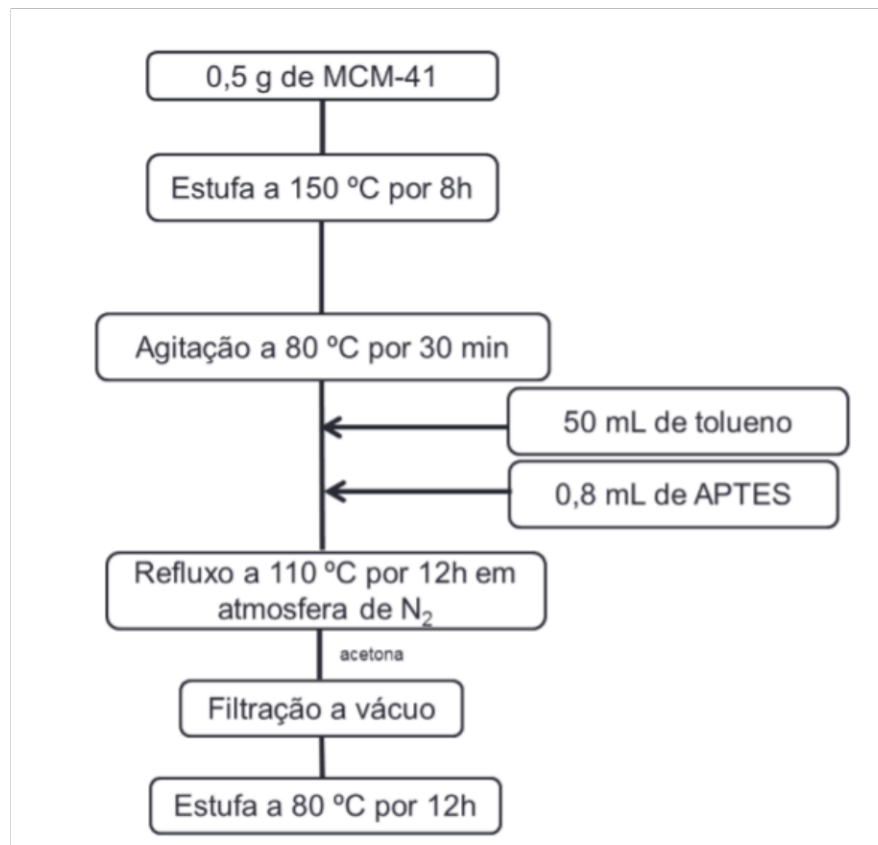 0,5 g de MCM-41
Estufa a 150 ºC por 8h
Agitação a 80 ºC por 30 min
50 mL de tolueno
0,8 mL de APTES
Refluxo a 110 ºC por 12h em
atmosfera de N₂
acetona
Filtração a vácuo
Estufa a 80 ºC por 12h